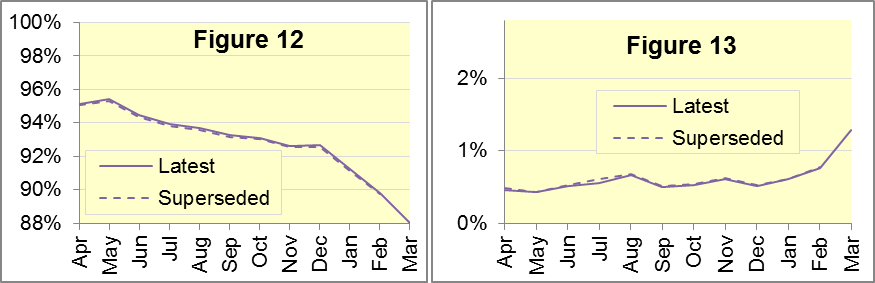 Figure 12
100%
98%
96%
94%
92%
90%
88%
Latest
Superseded
Apr
May
Jun
Jul
Aug
Sep
Oct
Nov
Dec
Jan
Feb
Mar
Figure 13
2%
1%
0%
Latest
Superseded
Apr
May
Jun
Jul
Aug
Sep
Oct
Nov
Dec
Jan
Feb
Mar